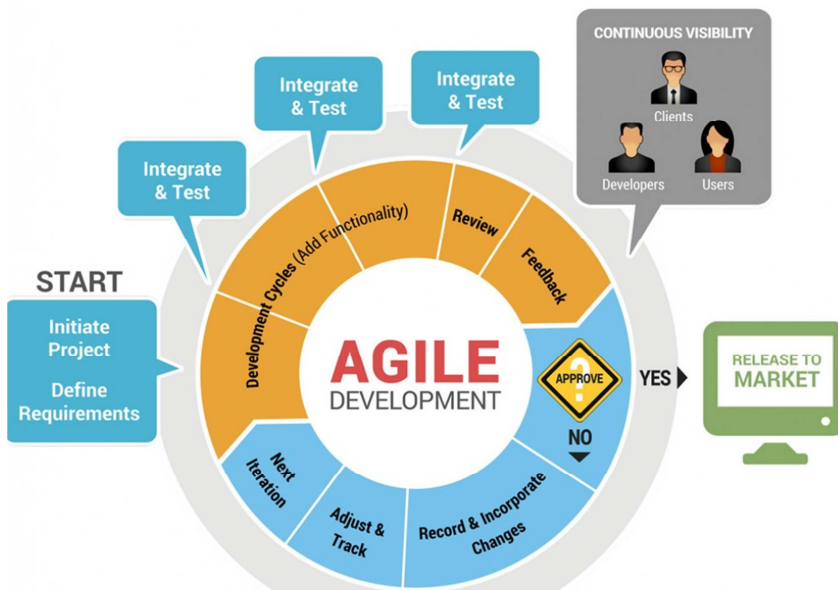 CONTINUOUS VISIBILITY
Clients
Developers
Users
Integrate
& Test
Integrate
& Test
Integrate
& Test
START
Initiate
Project
Define
Requirements
Development Cycles (Add Functionality)
Review
Feedback
AGILE
DEVELOPMENT
?
APPROVE
YES
NO
RELEASE TO
MARKET
Record & Incorporate
Changes
Adjust &
Track
Next
Iteration